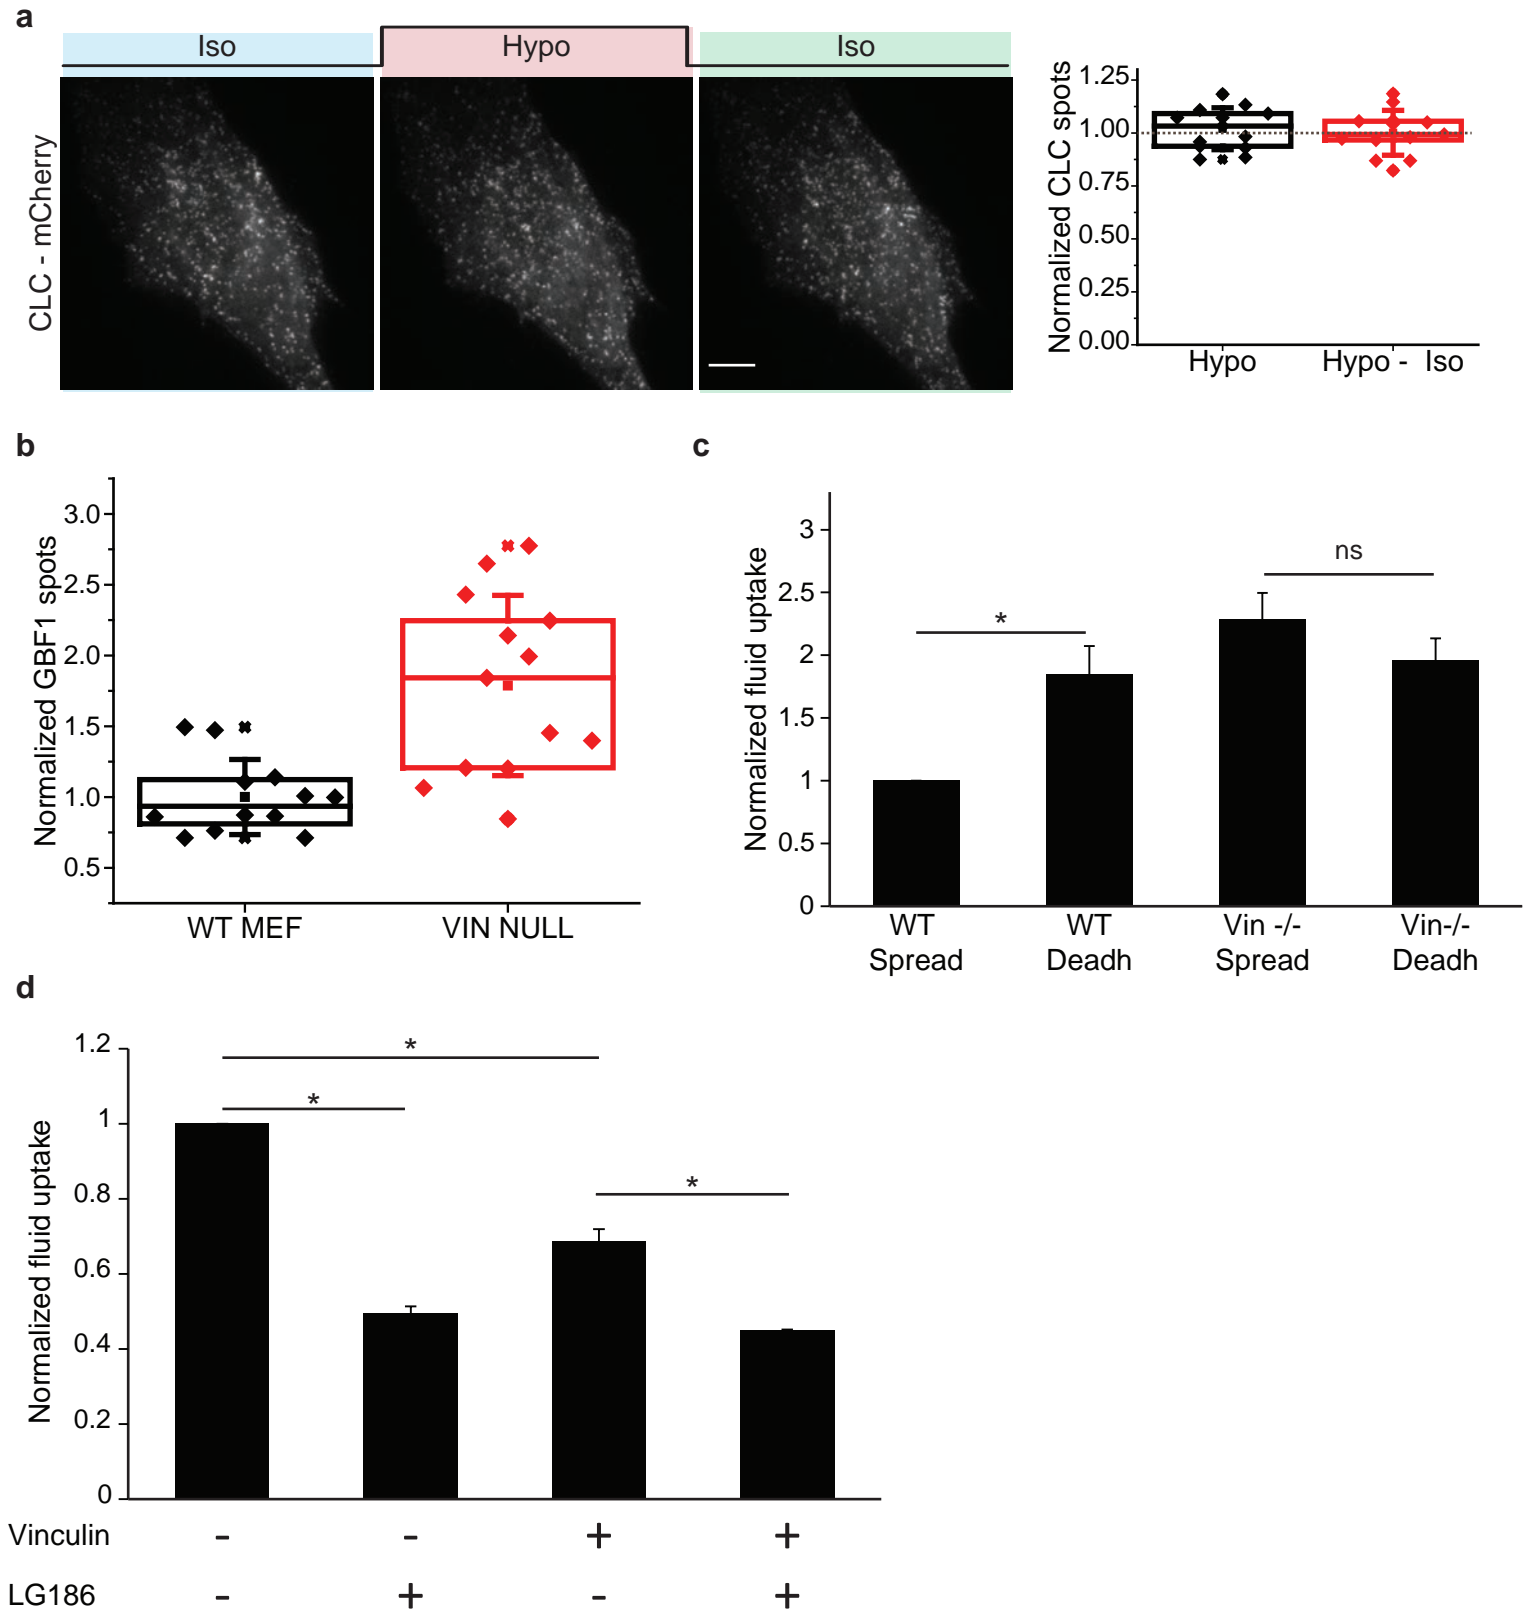 a
Iso
Hypo
Iso
CLC - mCherry
Normalized CLC spots
1.25
1.00
0.75
0.50
0.25
0.00
Hypo
Hypo - Iso
b
Normalized GBF1 spots
3.0
2.5
2.0
1.5
1.0
0.5
WT MEF
VIN NULL
c
Normalized fluid uptake
3
2.5
2
1.5
1
0.5
0
*
ns
WT
Spread
WT
Deadh
Vin -/-
Spread
Vin-/-
Deadh
d
Normalized fluid uptake
1.2
1
0.8
0.6
0.4
0.2
0
*
*
*
Vinculin - - + +
LG186 - + - +